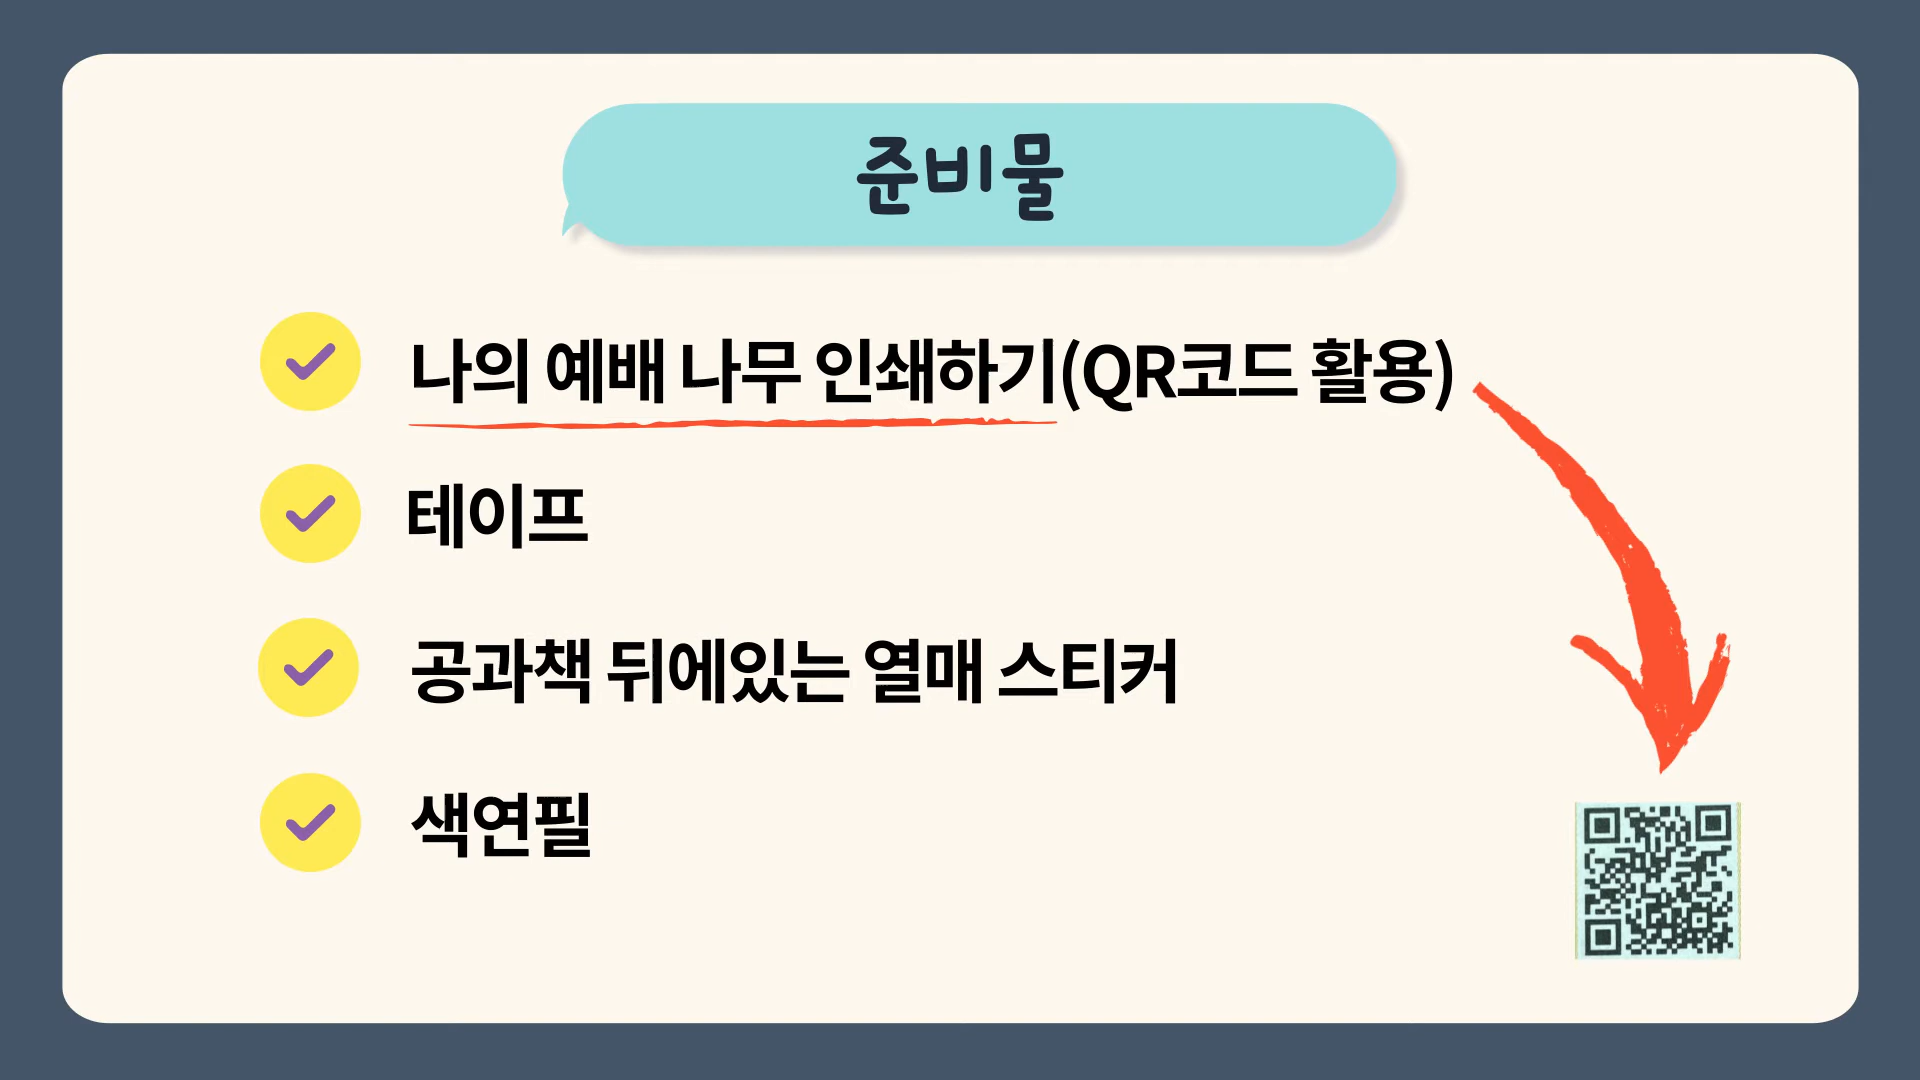 준비물
나의 예배 나무 인쇄하기(QR코드 활용)
테이프
공과책 뒤에있는 열매 스티커
색연필